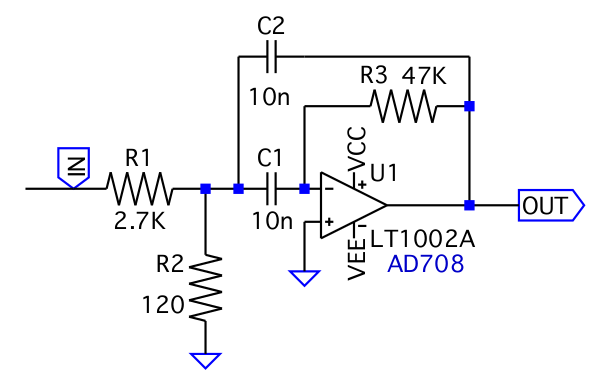 C2
10n
R3 47K
IN
R1
2.7K
C1
10n
VCC
U1
+
−
+
−
OUT
VEE
LT1002A
AD708
R2
120